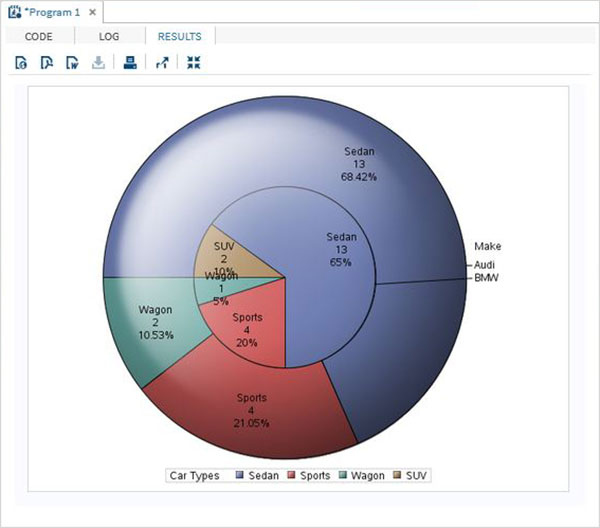 *Program 1 ×
CODE LOG RESULTS
Sedan
13
68.42%
Sedan
13
65%
SUV
2
10%
Wagon
1
5%
Sports
4
20%
Wagon
2
10.53%
Sports
4
21.05%
Make
Audi
BMW
Car Types Sedan Sports Wagon SUV